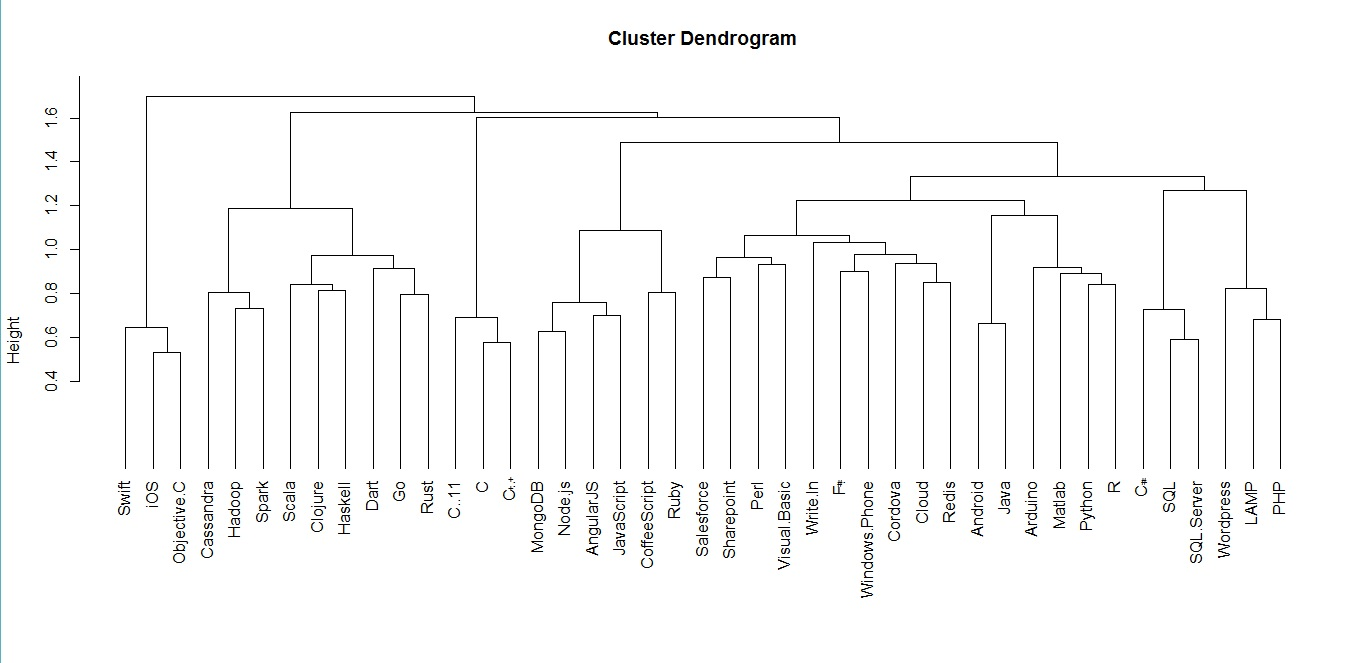 Cluster Dendrogram
Height
1.6
1.4
1.2
1.0
0.8
0.6
0.4
Swift
iOS
Objective.C
Cassandra
Hadoop
Spark
Scala
Clojure
Haskell
Dart
Go
Rust
C..11
C
C++
MongoDB
Node.js
AngularJS
JavaScript
CoffeeScript
Ruby
Salesforce
Sharepoint
Perl
Visual.Basic
Write.In
F#
Windows.Phone
Cordova
Cloud
Redis
Android
Java
Arduino
Matlab
Python
R
C#
SQL
SQL.Server
Wordpress
LAMP
PHP